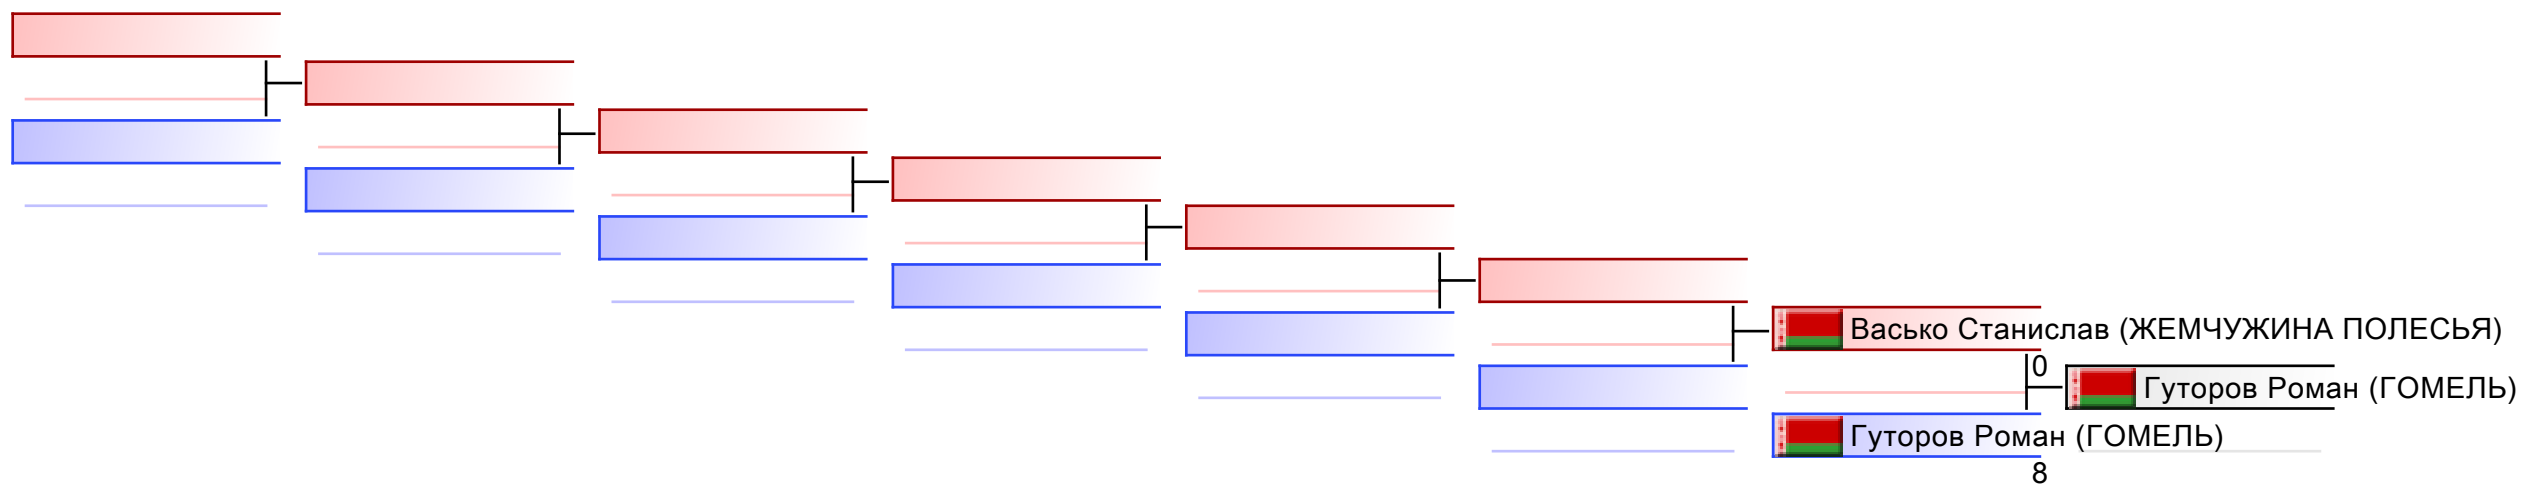 Васько Станислав (ЖЕМЧУЖИНА ПОЛЕСЬЯ)
0
Гуторов Роман (ГОМЕЛЬ)
Гуторов Роман (ГОМЕЛЬ)
8